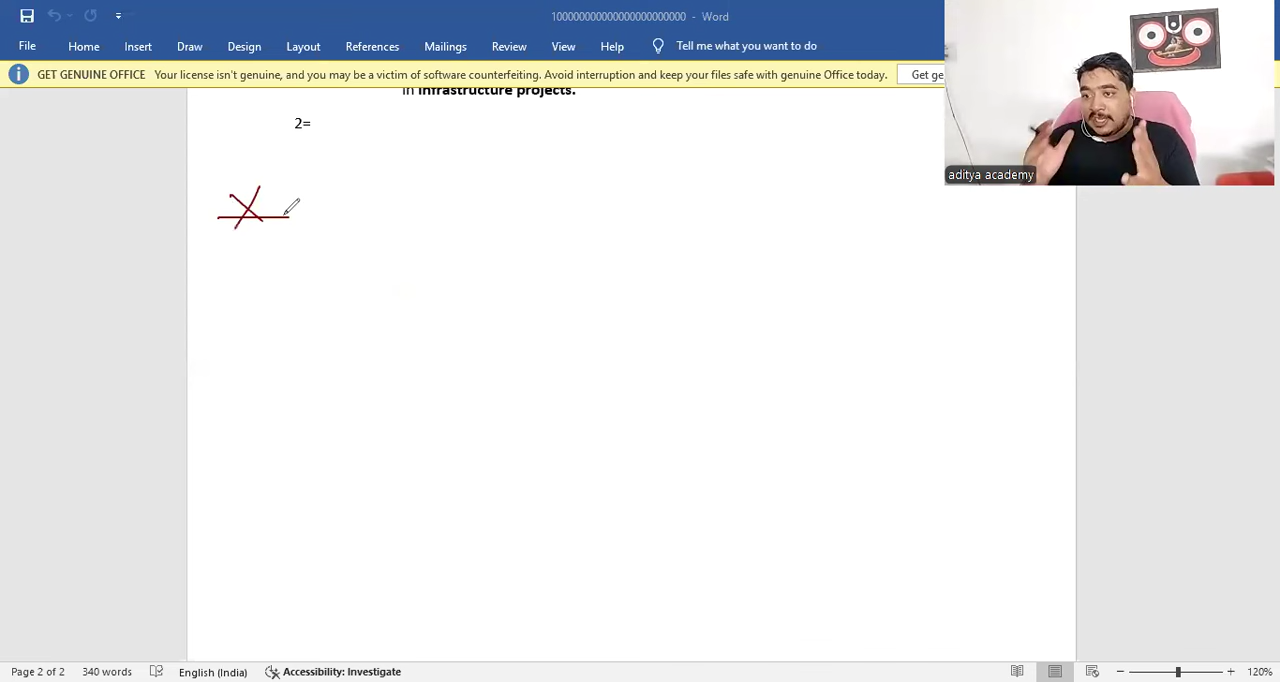 10000000000000000000000 - Word
File Home Insert Draw Design Layout References Mailings Review View Help Tell me what you want to do
GET GENUINE OFFICE Your license isn't genuine, and you may be a victim of software counterfeiting. Avoid interruption and keep your files safe with genuine Office today. Get ge
in infrastructure projects.
2=
aditya academy
Page 2 of 2 340 words English (India) Accessibility: Investigate 120%